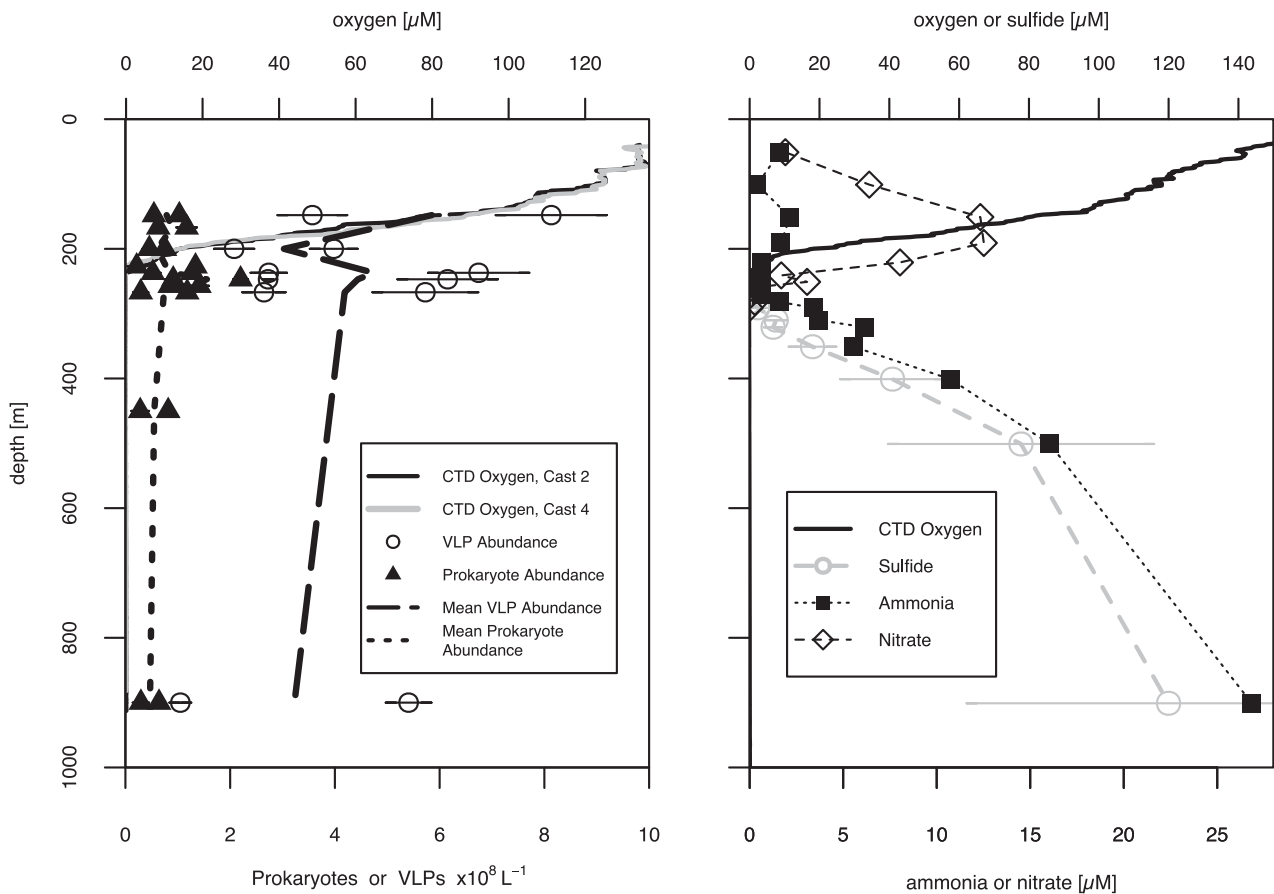 oxygen [µM]
0 20 40 60 80 100 120
depth [m]
0
200
400
600
800
1000
CTD Oxygen, Cast 2
CTD Oxygen, Cast 4
VLP Abundance
Prokaryote Abundance
Mean VLP Abundance
Mean Prokaryote
Abundance
0 2 4 6 8 10
Prokaryotes or VLPs x10⁸ L⁻¹
oxygen or sulfide [µM]
0 20 40 60 80 100 120 140
CTD Oxygen
Sulfide
Ammonia
Nitrate
0 5 10 15 20 25
ammonia or nitrate [µM]